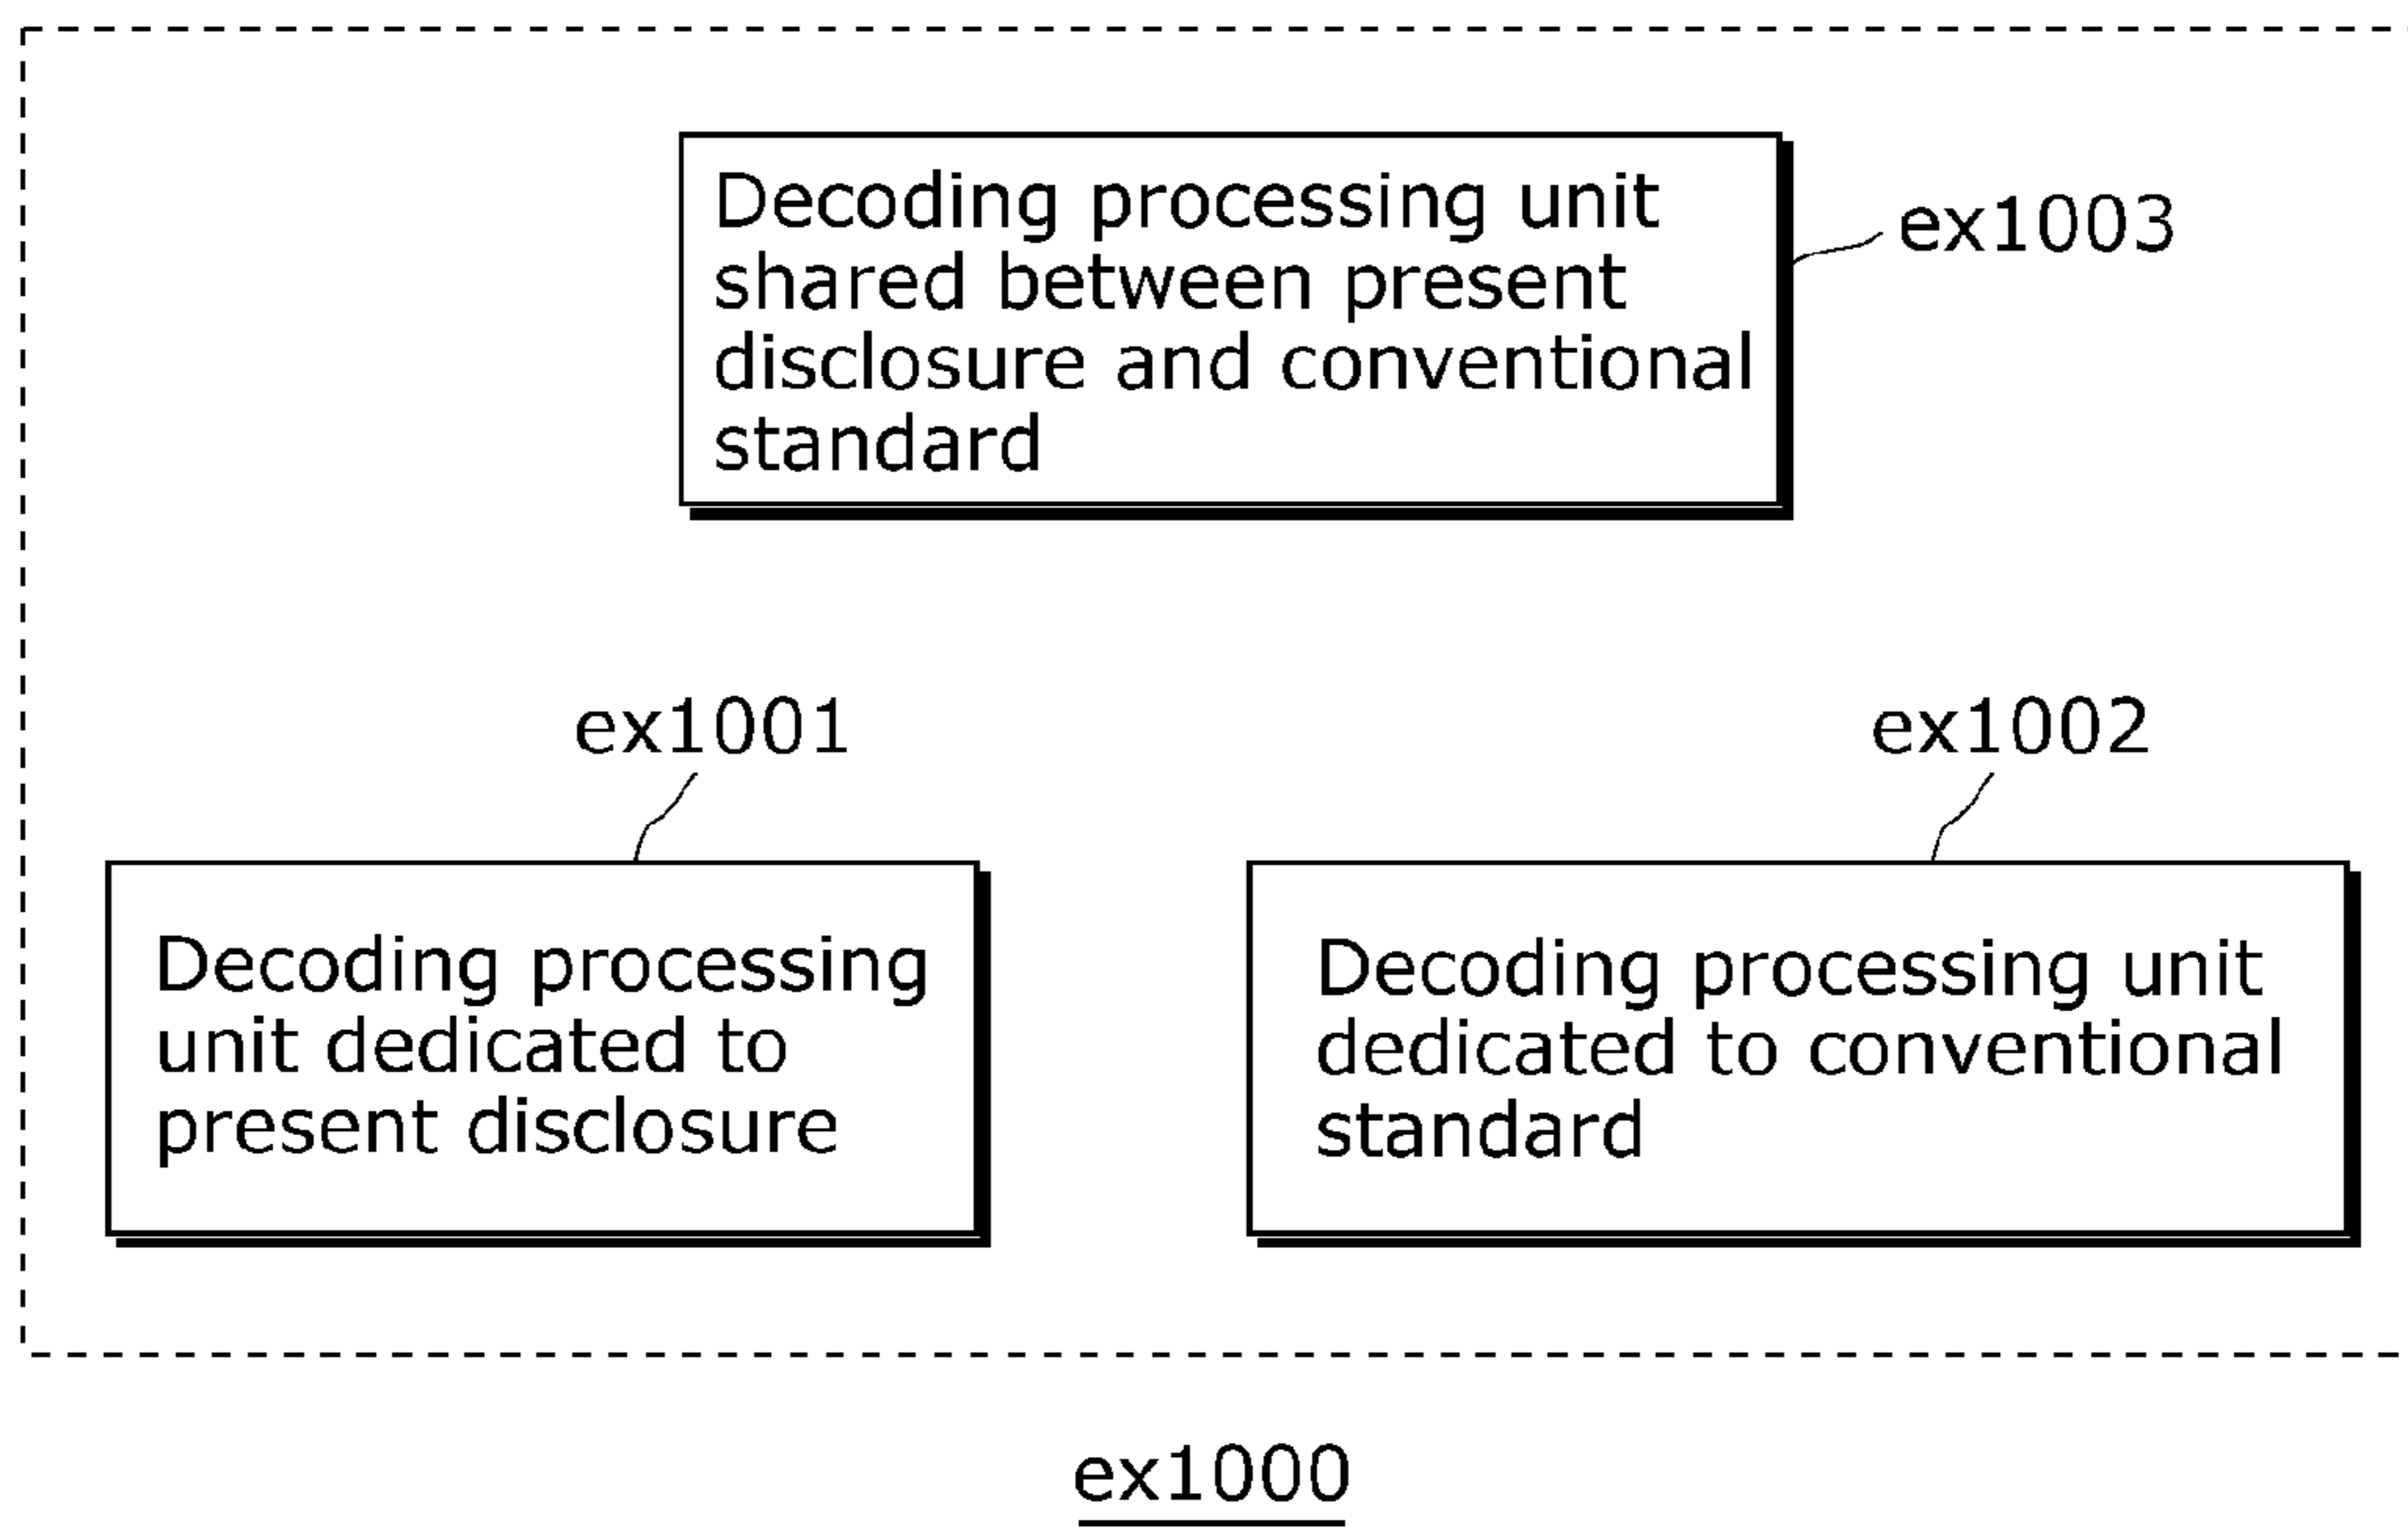 Decoding processing unit
shared between present
disclosure and conventional
standard
ex1003
ex1001
ex1002
Decoding processing
unit dedicated to
present disclosure
Decoding processing unit
dedicated to conventional
standard
ex1000